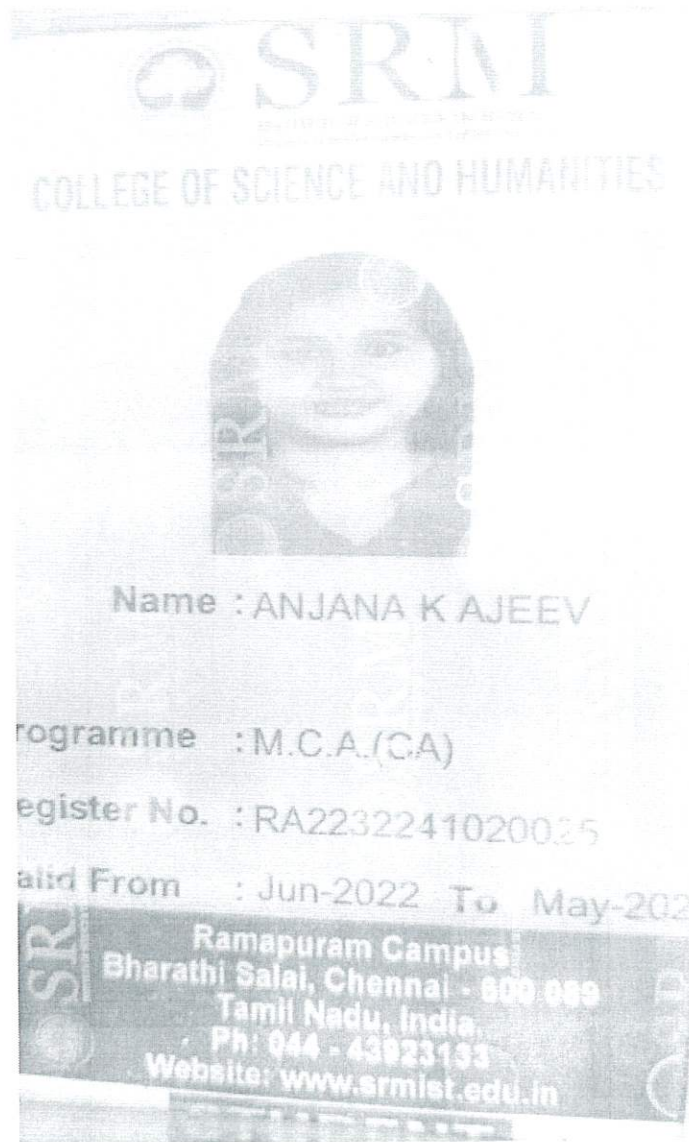 SRM
COLLEGE OF SCIENCE AND HUMANITIES
Name : ANJANA K AJEEV
rogramme : M.C.A.(CA)
egister No. : RA2232241020025
alid From : Jun-2022 To May-202
Ramapuram Campus
Bharathi Salai, Chennai - 600 089
Tamil Nadu, India.
Ph: 044 - 43923133
Website: www.srmist.edu.in